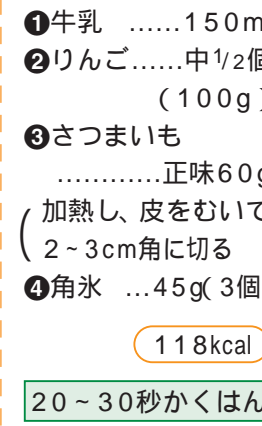 ❶牛乳 ……150m
❷りんご……中1/2個
(100g)
❸さつまいも
…………正味60g
(加熱し、皮をむいて
2~3cm角に切る
❹角氷 …45g(3個
118kcal
20~30秒かくはん